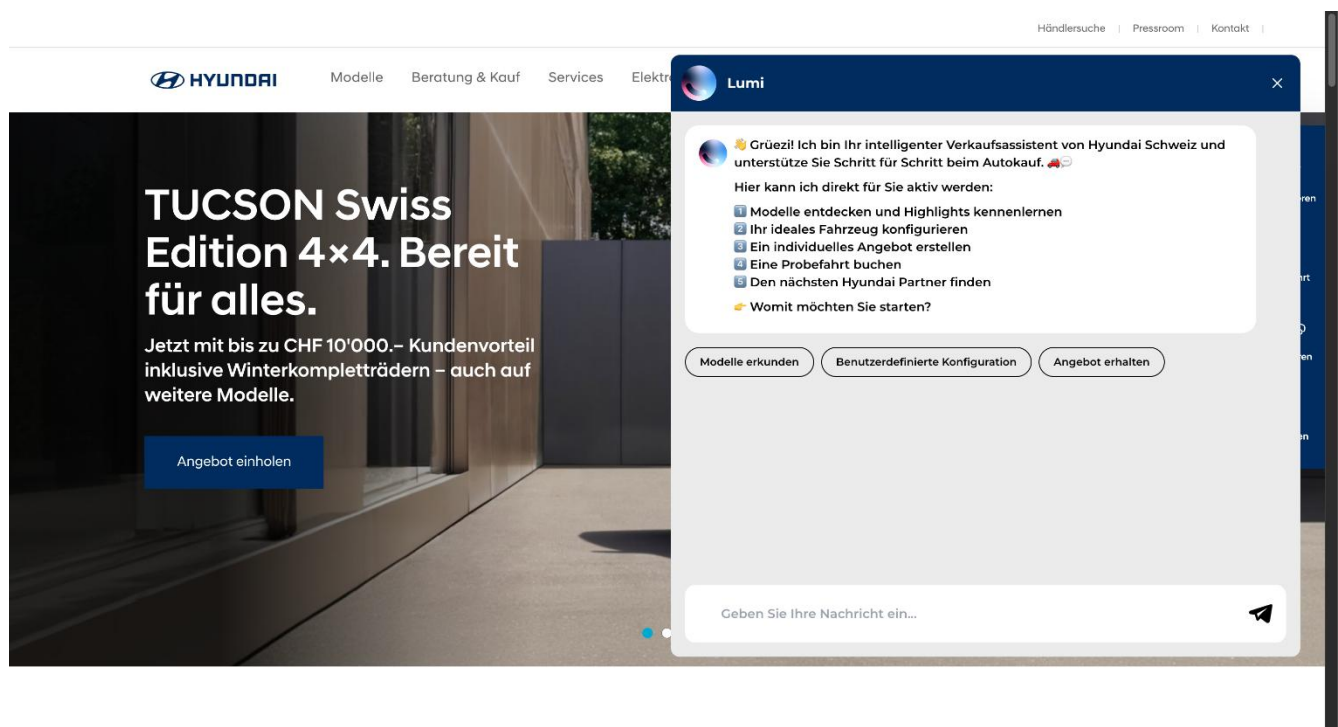 Händlersuche | Pressroom | Kontakt |
HYUNDAI
Modelle
Beratung & Kauf
Services
TUCSON Swiss
Edition 4×4. Bereit
für alles.
Jetzt mit bis zu CHF 10'000.– Kundenvorteil
inklusive Winterkompletträdern – auch auf
weitere Modelle.
Angebot einholen
Lumi
👋 Grüezi! Ich bin Ihr intelligenter Verkaufsassistent von Hyundai Schweiz und
unterstütze Sie Schritt für Schritt beim Autokauf. 🚗💬
Hier kann ich direkt für Sie aktiv werden:
1️⃣ Modelle entdecken und Highlights kennenlernen
2️⃣ Ihr ideales Fahrzeug konfigurieren
3️⃣ Ein individuelles Angebot erstellen
4️⃣ Eine Probefahrt buchen
5️⃣ Den nächsten Hyundai Partner finden
👉 Womit möchten Sie starten?
Modelle erkunden
Benutzerdefinierte Konfiguration
Angebot erhalten
Geben Sie Ihre Nachricht ein...